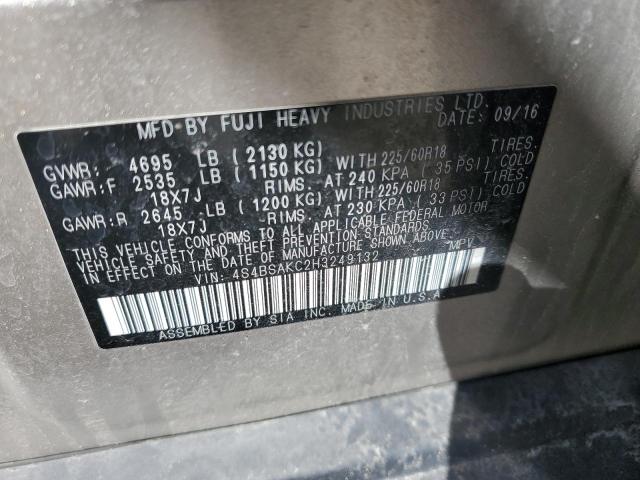 MFD BY FUJI HEAVY INDUSTRIES LTD.
DATE: 09/16
GVWR: 4695 LB (2130 KG)
GAWR:F 2535 LB (1150 KG) WITH 225/60R18 TIRES.
18X7J RIMS. AT 240 KPA (35 PSI) COLD
GAWR:R 2645 LB (1200 KG) WITH 225/60R18 TIRES.
18X7J RIMS. AT 230 KPA (33 PSI) COLD
THIS VEHICLE CONFORMS TO ALL APPLICABLE FEDERAL MOTOR
VEHICLE SAFETY AND THEFT PREVENTION STANDARDS
IN EFFECT ON THE DATE OF MANUFACTURE SHOWN ABOVE.
VIN: 4S4BSAKC2H3249132 MPV
ASSEMBLED BY SIA INC. MADE IN U.S.A.